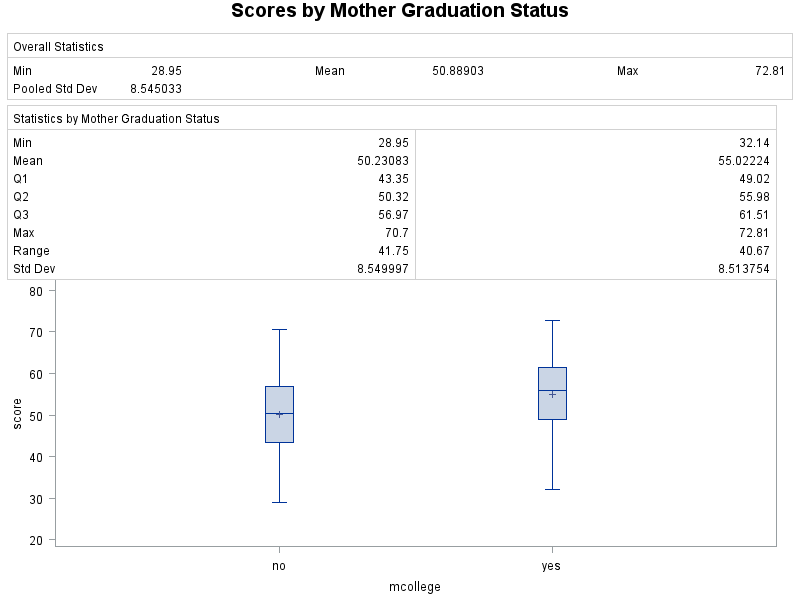 Scores by Mother Graduation Status
Overall Statistics
Min 28.95 Mean 50.88903 Max 72.81
Pooled Std Dev 8.545033
Statistics by Mother Graduation Status
Min 28.95 32.14
Mean 50.23083 55.02224
Q1 43.35 49.02
Q2 50.32 55.98
Q3 56.97 61.51
Max 70.7 72.81
Range 41.75 40.67
Std Dev 8.549997 8.513754
80
70
60
50
score
40
30
20
no yes
mcollege